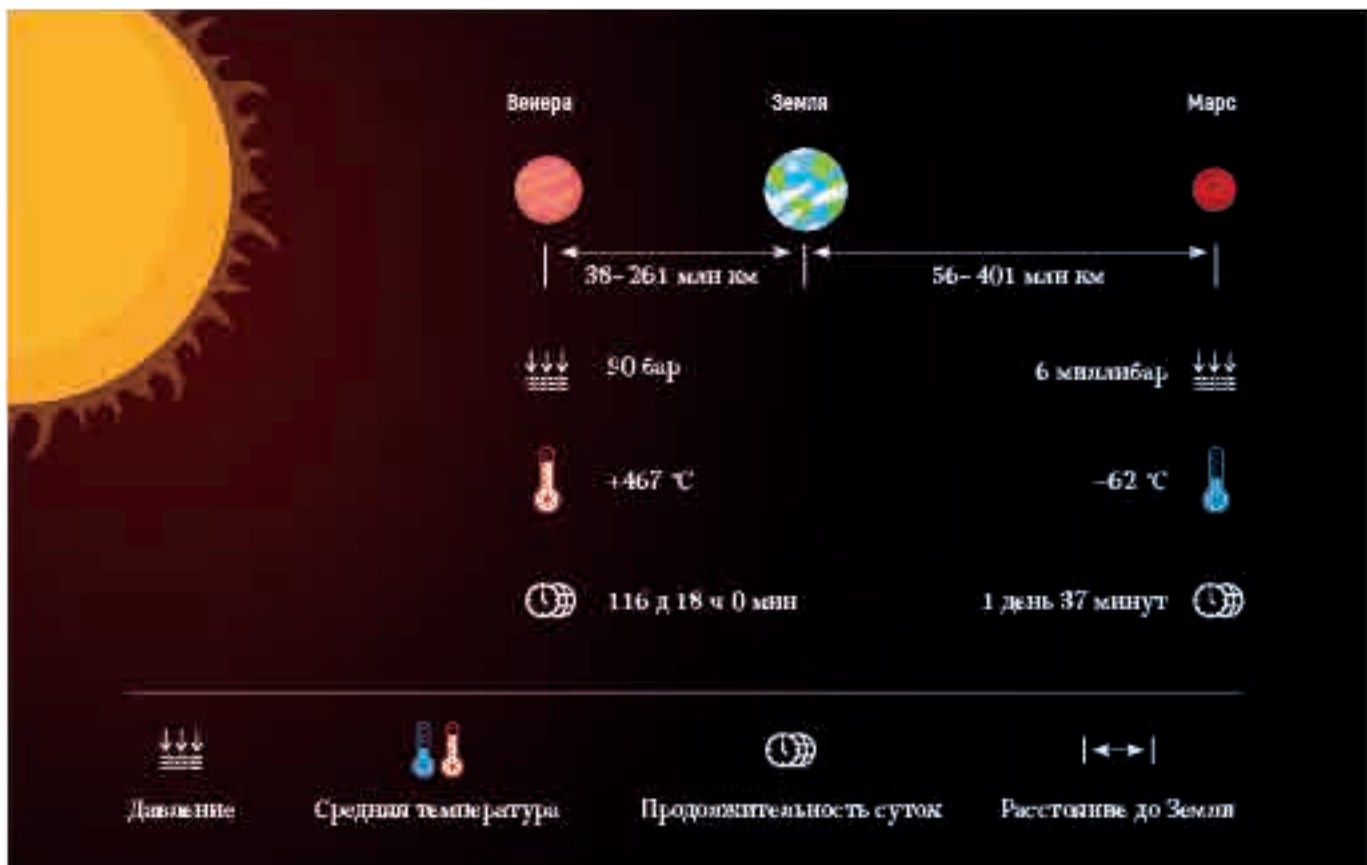 Венера Земля Марс
38–261 млн км 56–401 млн км
90 бар 6 миллибар
+467 °C –62 °C
116 д 18 ч 0 мин 1 день 37 минут
Давление Средняя температура Продолжительность суток Расстояние до Земли